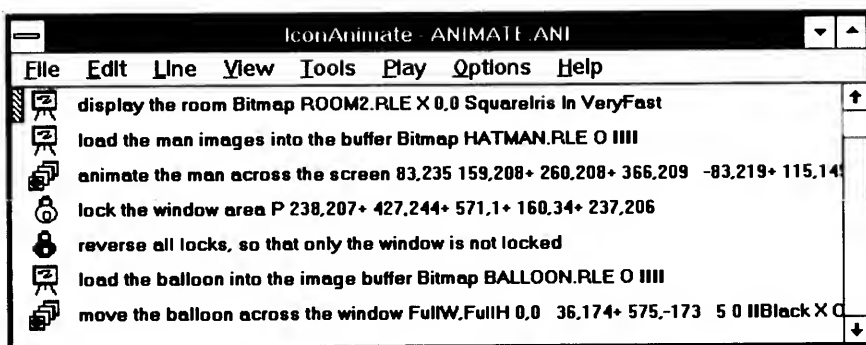 IconAnimate - ANIMATE.ANI
File Edit Line View Tools Play Options Help
display the room Bitmap ROOM2.RLE X 0,0 SquareIris In VeryFast
load the man images into the buffer Bitmap HATMAN.RLE O IIII
animate the man across the screen 83,235 159,208+ 260,208+ 366,209 -83,219+ 115,145
lock the window area P 238,207+ 427,244+ 571,1+ 160,34+ 237,206
reverse all locks, so that only the window is not locked
load the balloon into the image buffer Bitmap BALLOON.RLE O IIII
move the balloon across the window FullW,FullH 0,0 36,174+ 575,-173 5 0 IIBlack X